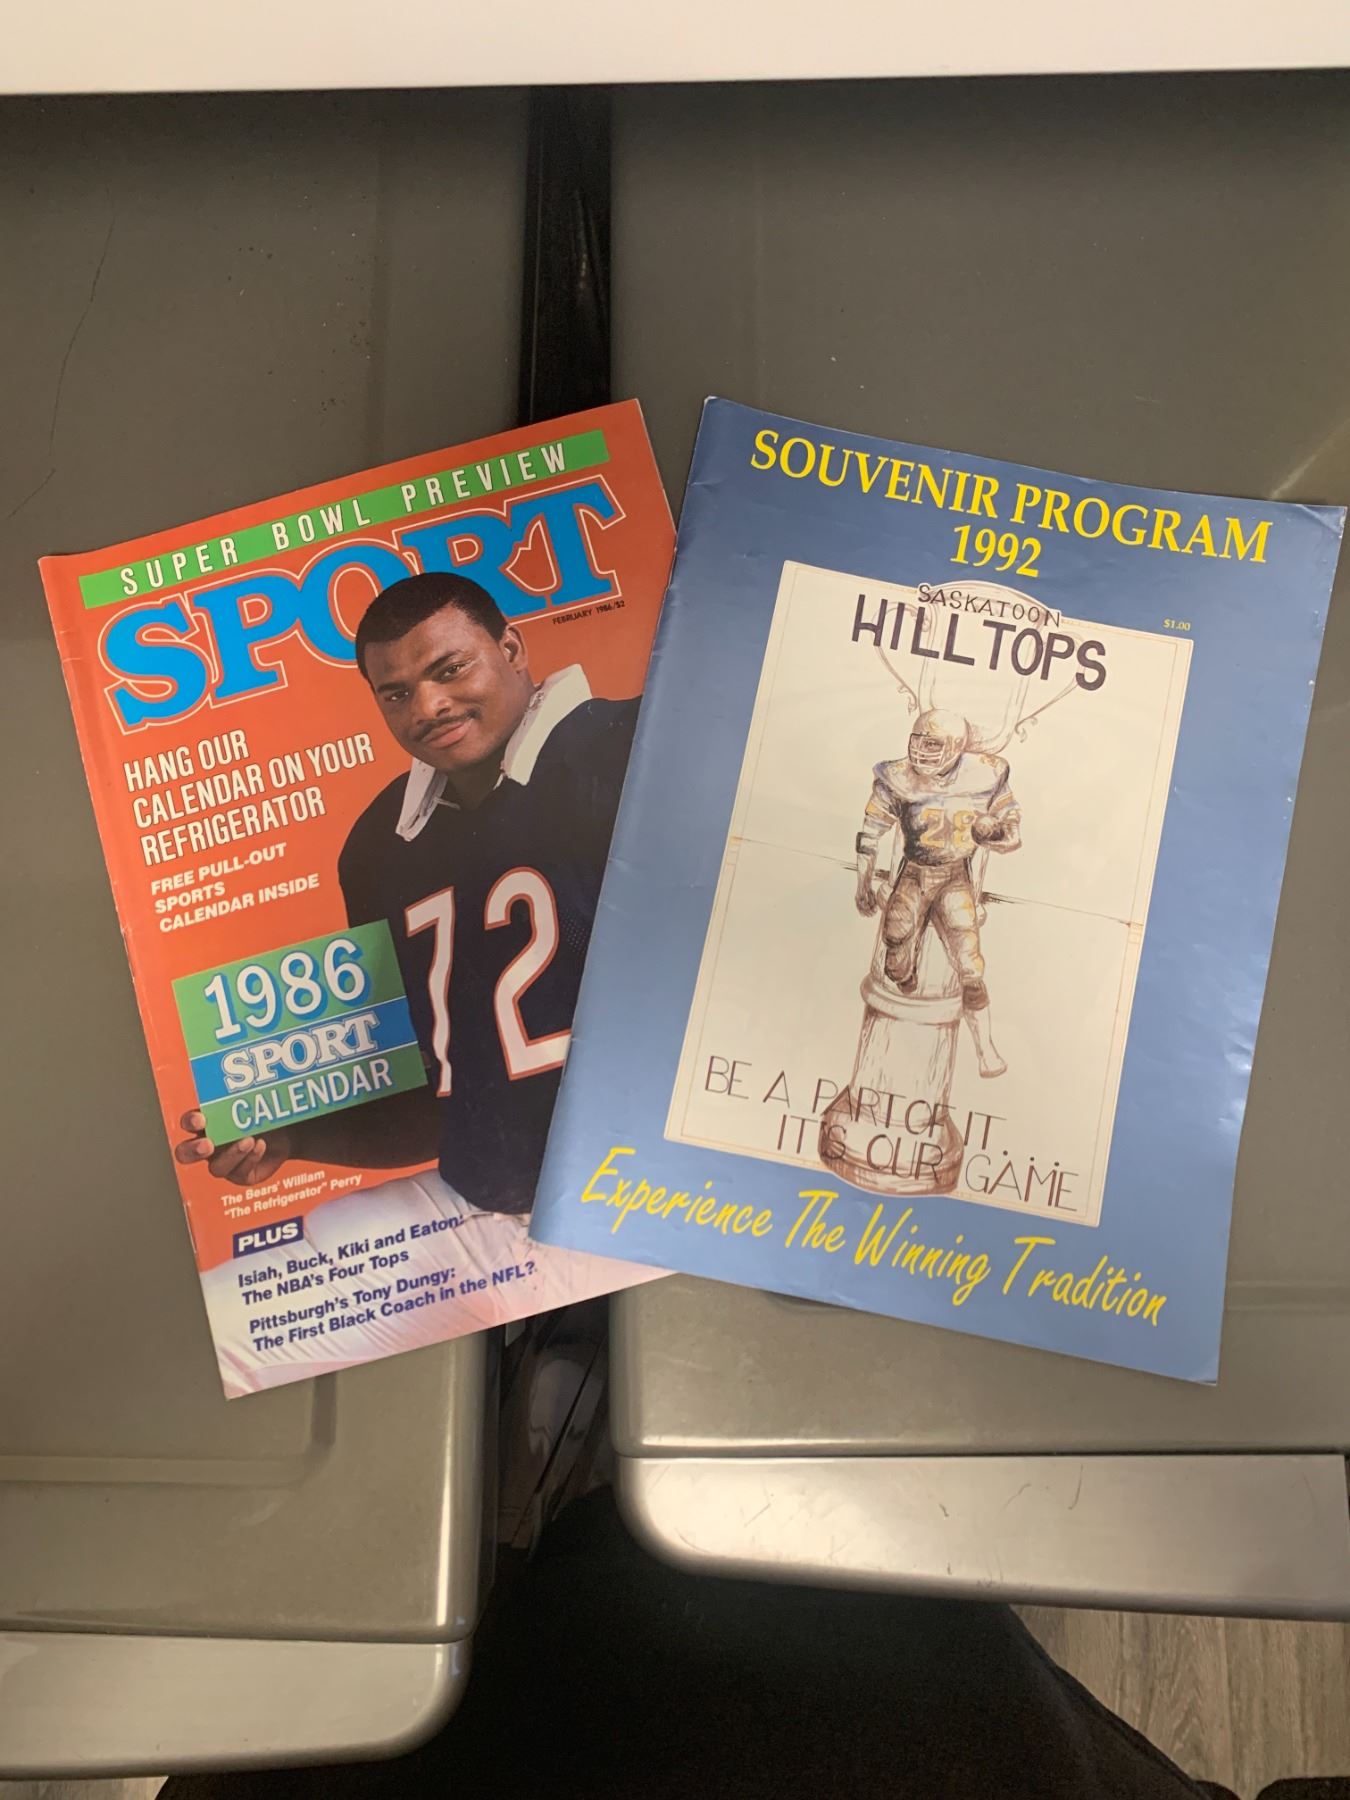 SUPER BOWL PREVIEW
SPORT
FEBRUARY 1986/$2
HANG OUR
CALENDAR ON YOUR
REFRIGERATOR
FREE PULL-OUT
SPORTS
CALENDAR INSIDE
72
1986
SPORT
CALENDAR
The Bears' William
"The Refrigerator" Perry
PLUS
Isiah, Buck, Kiki and Eaton:
The NBA's Four Tops
Pittsburgh's Tony Dungy:
The First Black Coach in the NFL?
SOUVENIR PROGRAM
1992
$1.00
SASKATOON
HILLTOPS
28
BE A PART OF IT...
IT'S OUR GAME
Experience The Winning Tradition